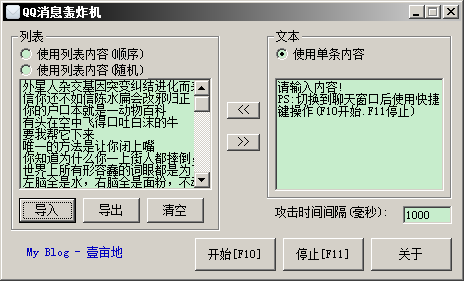 QQ消息轰炸机
列表
使用列表内容(顺序)
使用列表内容(随机)
外星人杂交基因突变纠结进化而来
信你还不如信陈水扁会改邪归正
你的户口本就是一动物百科
有头在空中飞得口吐白沫的牛
要我帮它下来
唯一的方法是让你闭上嘴
你知道为什么你一上街人都撞倒
世界上所有形容蠢的词眼都是为
左脑全是水，右脑全是面粉，不动
导入
导出
清空
<<
>>
文本
使用单条内容
请输入内容!
PS:切换到聊天窗口后使用快捷
键操作(F10开始.F11停止)
攻击时间间隔(毫秒):
1000
My Blog - 壹亩地
开始[F10]
停止[F11]
关于